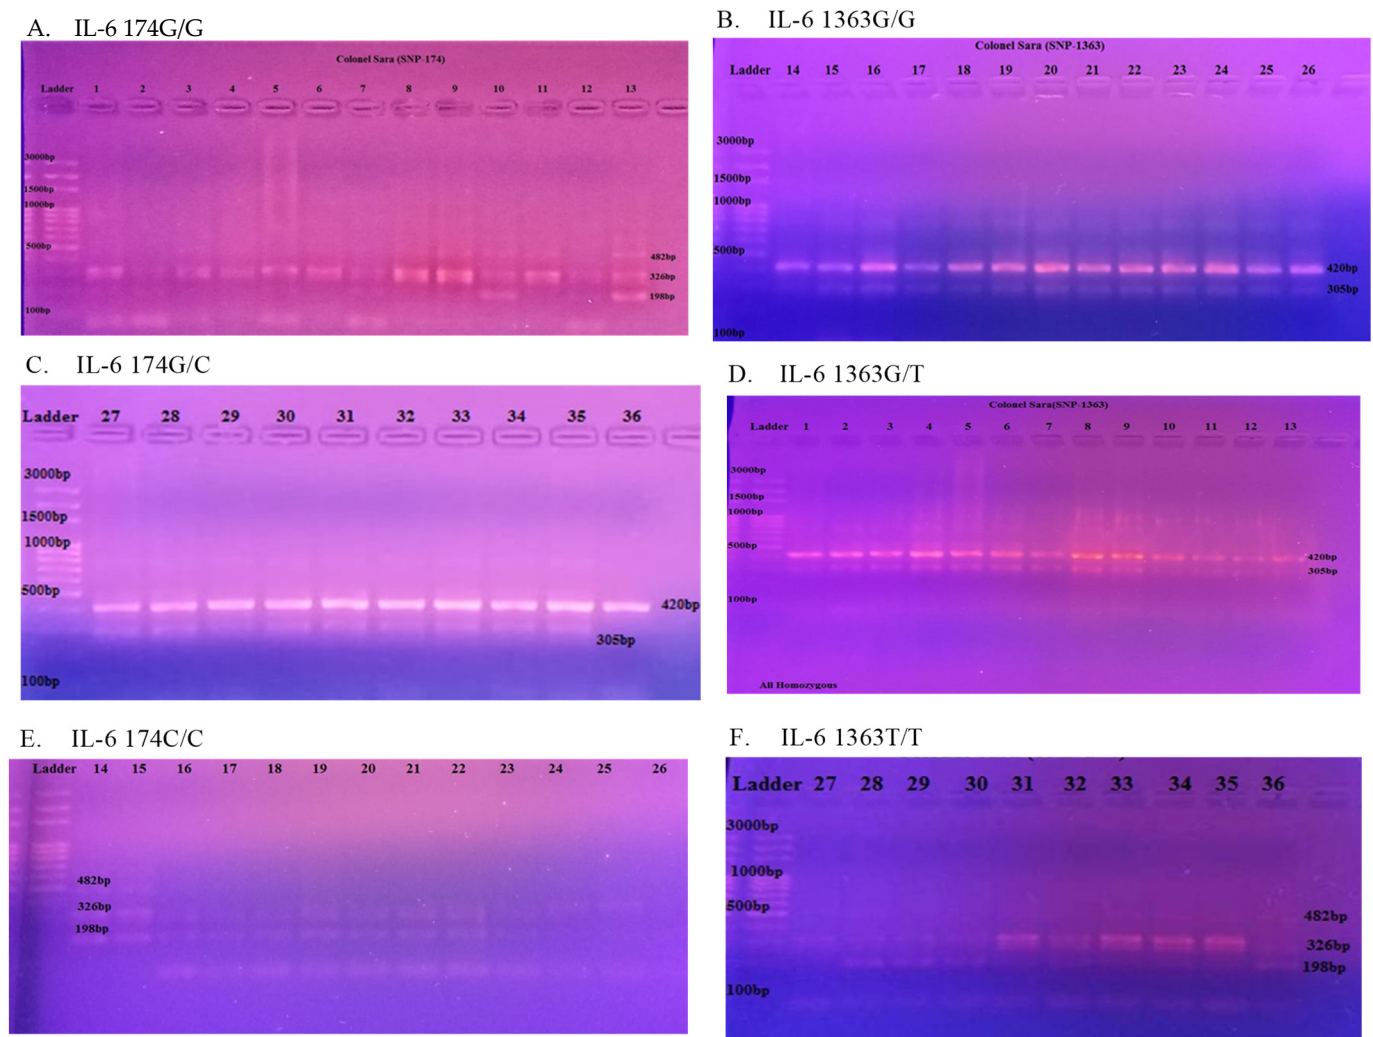 A. IL-6 174G/G
Colonel Sara (SNP-174)
Ladder 1 2 3 4 5 6 7 8 9 10 11 12 13
3000bp
1500bp
1000bp
500bp
482bp
326bp
198bp
100bp
B. IL-6 1363G/G
Colonel Sara (SNP-1363)
Ladder 14 15 16 17 18 19 20 21 22 23 24 25 26
3000bp
1500bp
1000bp
500bp
420bp
305bp
100bp
C. IL-6 174G/C
Ladder 27 28 29 30 31 32 33 34 35 36
3000bp
1500bp
1000bp
500bp
420bp
305bp
100bp
D. IL-6 1363G/T
Colonel Sara(SNP-1363)
Ladder 1 2 3 4 5 6 7 8 9 10 11 12 13
3000bp
1500bp
1000bp
500bp
420bp
305bp
100bp
All Homozygous
E. IL-6 174C/C
Ladder 14 15 16 17 18 19 20 21 22 23 24 25 26
482bp
326bp
198bp
F. IL-6 1363T/T
Ladder 27 28 29 30 31 32 33 34 35 36
3000bp
1000bp
500bp
482bp
326bp
198bp
100bp